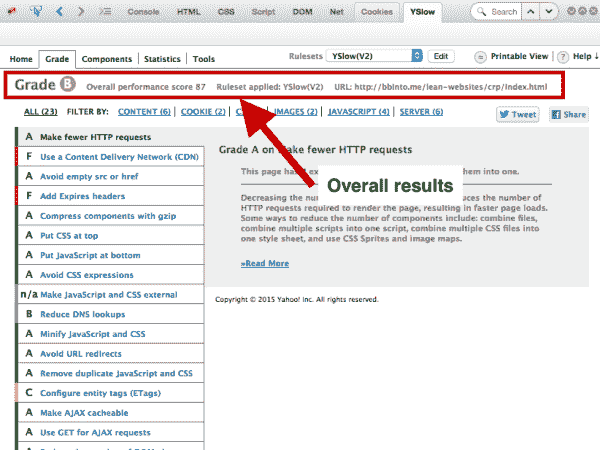 Console HTML CSS Script DOM Net Cookies YSlow Search
Home Grade Components Statistics Tools Rulesets YSlow(V2) Edit Printable View | ? Help ↓
Grade B Overall performance score 87 Ruleset applied: YSlow(V2) URL: http://bbinto.me/lean-websites/crp/index.html
ALL (23) FILTER BY: CONTENT (6) | COOKIE (2) | IMAGES (2) | JAVASCRIPT (4) | SERVER (6) Tweet Share
A Make fewer HTTP requests
F Use a Content Delivery Network (CDN)
A Avoid empty src or href
F Add Expires headers
A Compress components with gzip
A Put CSS at top
A Put JavaScript at bottom
A Avoid CSS expressions
n/a Make JavaScript and CSS external
B Reduce DNS lookups
A Minify JavaScript and CSS
A Avoid URL redirects
A Remove duplicate JavaScript and CSS
C Configure entity tags (ETags)
A Make AJAX cacheable
A Use GET for AJAX requests
Grade A on Make fewer HTTP requests
This page has them into one.
Overall results
Decreasing the the number of
HTTP requests required to render the page, resulting in faster page loads.
Some ways to reduce the number of components include: combine files,
combine multiple scripts into one script, combine multiple CSS files into
one style sheet, and use CSS Sprites and image maps.
»Read More
Copyright © 2015 Yahoo! Inc. All rights reserved.